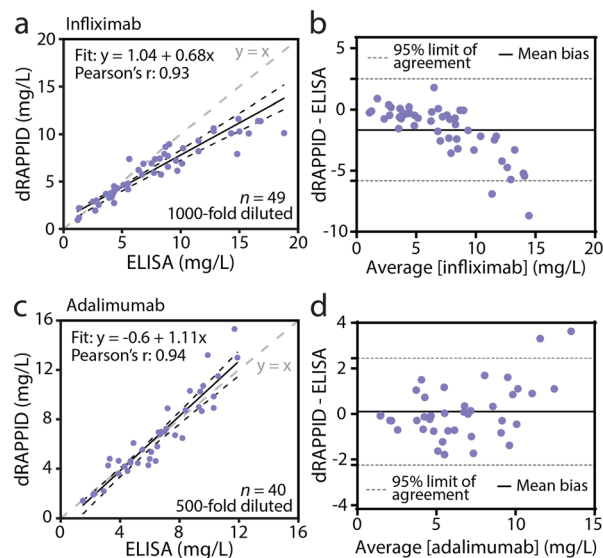 a
Infliximab
20
15
10
5
0
dRAPPID (mg/L)
Fit: y = 1.04 + 0.68x
Pearson's r: 0.93
y = x
n = 49
1000-fold diluted
0
5
10
15
20
ELISA (mg/L)
b
5
0
-5
-10
dRAPPID - ELISA
95% limit of
agreement
Mean bias
0
5
10
15
20
Average [infliximab] (mg/L)
c
Adalimumab
16
12
8
4
0
dRAPPID (mg/L)
Fit: y = -0.6 + 1.11x
Pearson's r: 0.94
y = x
n = 40
500-fold diluted
0
4
8
12
16
ELISA (mg/L)
d
4
2
0
-2
-4
dRAPPID - ELISA
95% limit of
agreement
Mean bias
0
5
10
15
Average [adalimumab] (mg/L)